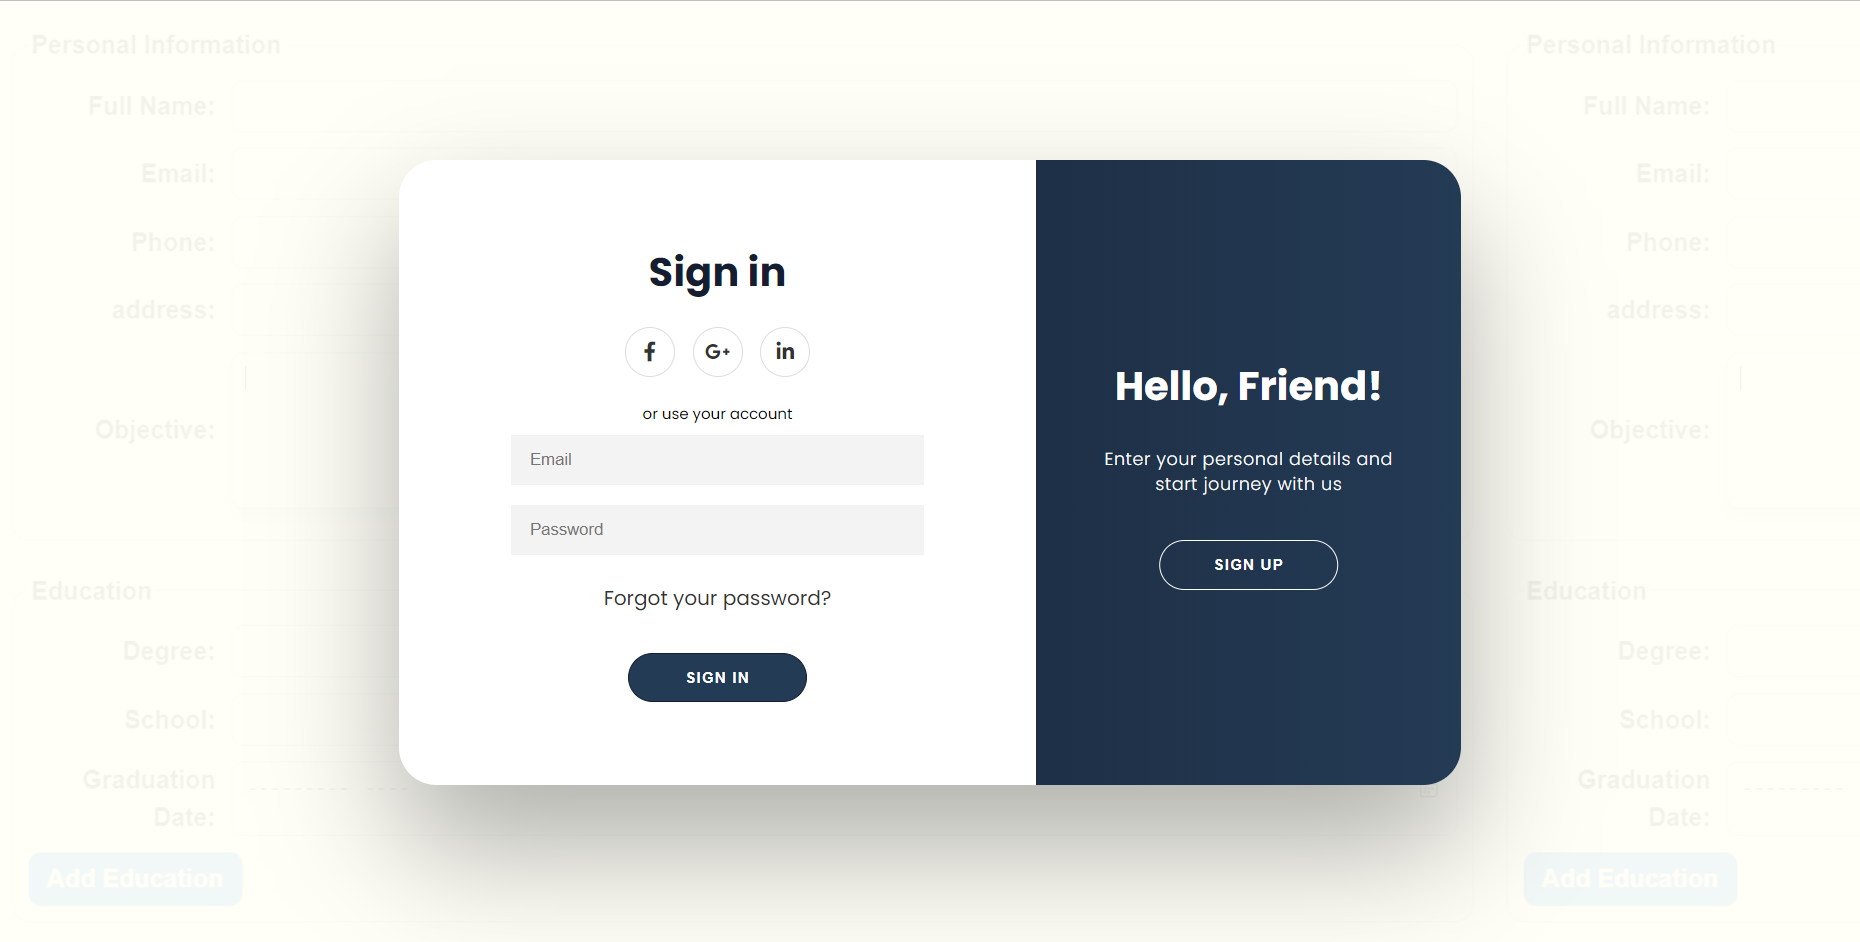 Personal Information
Full Name:
Email:
Phone:
address:
Objective:
Education
Degree:
School:
Graduation
Date:
Add Education
Sign in
f
G+
in
or use your account
Email
Password
Forgot your password?
SIGN IN
Hello, Friend!
Enter your personal details and
start journey with us
SIGN UP
Personal Information
Full Name:
Email:
Phone:
address:
Objective:
Education
Degree:
School:
Graduation
Date:
Add Education